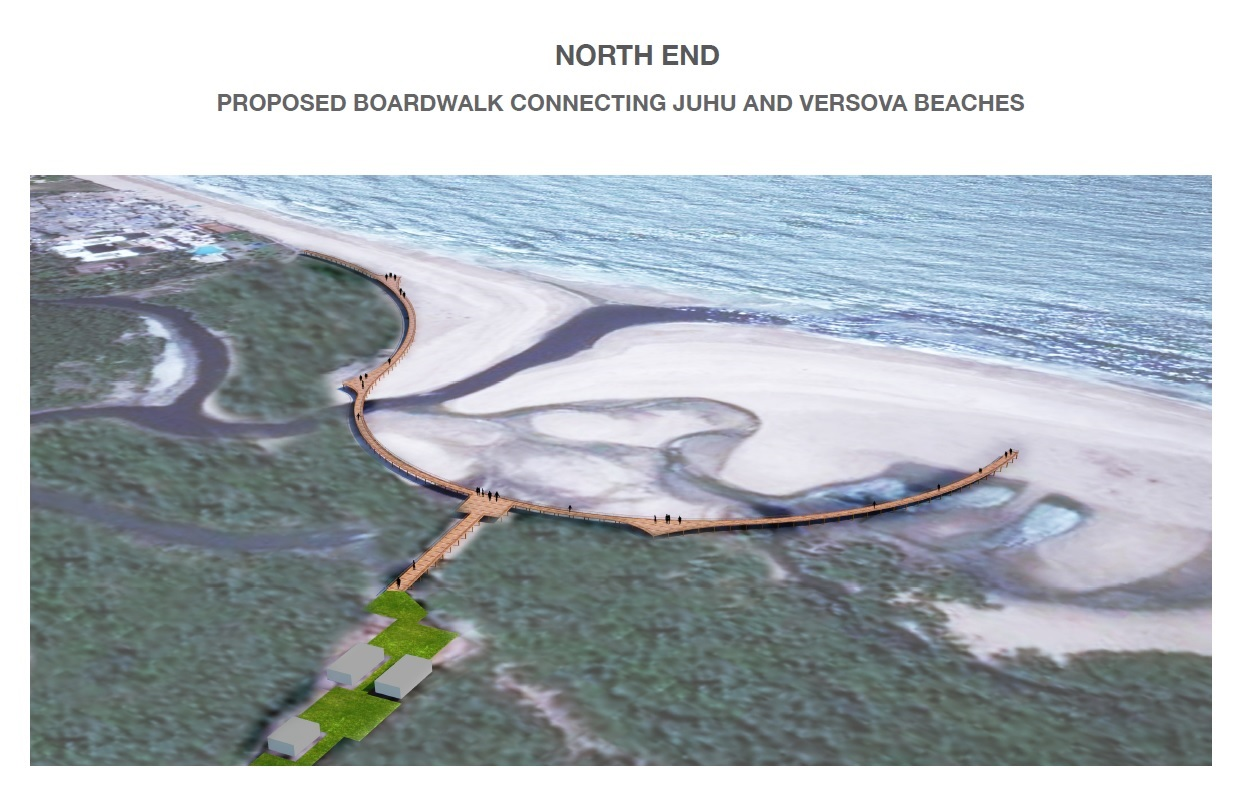 NORTH END
PROPOSED BOARDWALK CONNECTING JUHU AND VERSOVA BEACHES